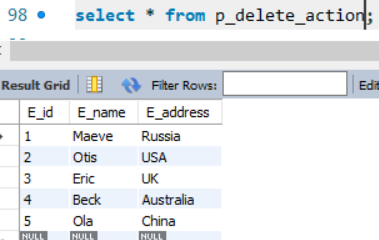 98 select * from p_delete_action;
Result Grid Filter Rows: Edit
E_id E_name E_address
1 Maeve Russia
2 Otis USA
3 Eric UK
4 Beck Australia
5 Ola China
NULL NULL NULL